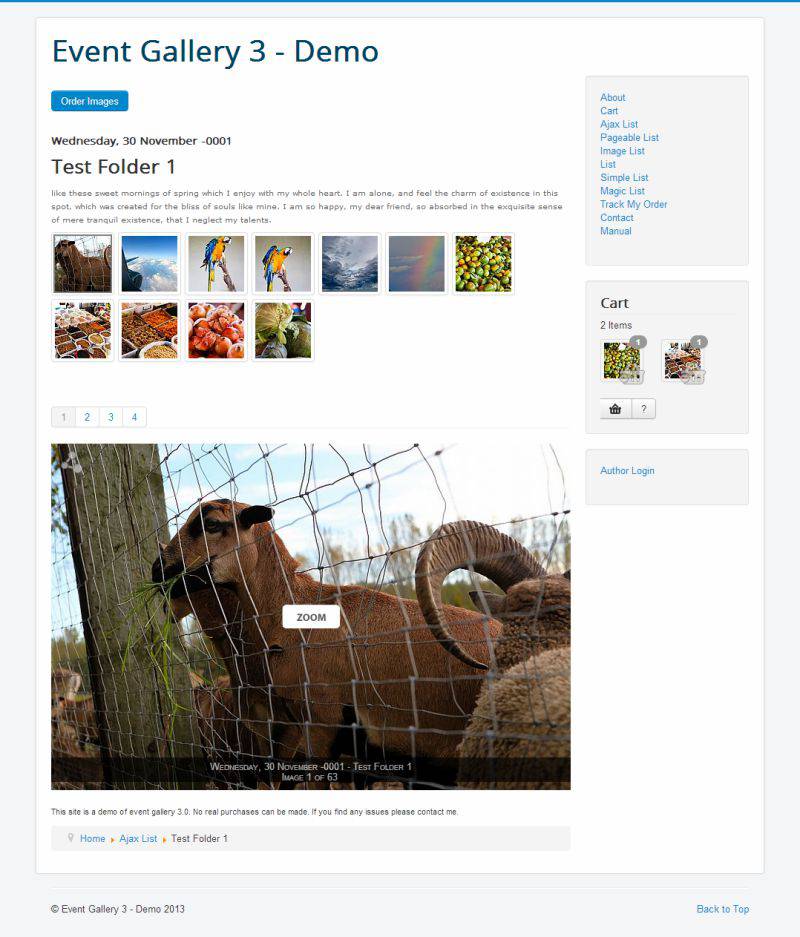 Event Gallery 3 - Demo
Order Images
Wednesday, 30 November -0001
Test Folder 1
like these sweet mornings of spring which I enjoy with my whole heart. I am alone, and feel the charm of existence in this
spot, which was created for the bliss of souls like mine. I am so happy, my dear friend, so absorbed in the exquisite sense
of mere tranquil existence, that I neglect my talents.
1 2 3 4
ZOOM
Wednesday, 30 November -0001 - Test Folder 1
Image 1 of 63
This site is a demo of event gallery 3.0. No real purchases can be made. If you find any issues please contact me.
Home Ajax List Test Folder 1
About
Cart
Ajax List
Pageable List
Image List
List
Simple List
Magic List
Track My Order
Contact
Manual
Cart
2 Items
1 1
?
Author Login
© Event Gallery 3 - Demo 2013
Back to Top